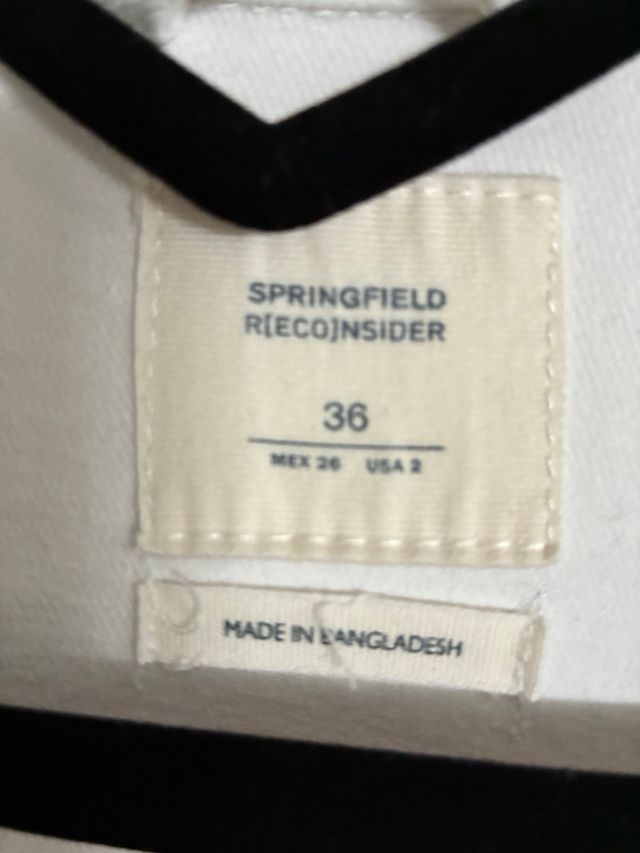 SPRINGFIELD
R[ECO]NSIDER
36
MEX 26 USA 2
MADE IN BANGLADESH